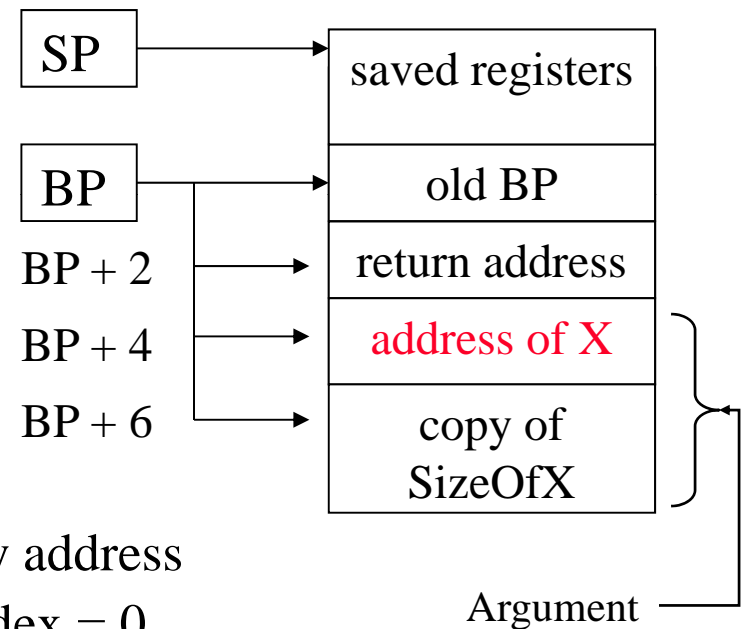 SP
saved registers
BP
old BP
BP + 2
return address
BP + 4
address of X
BP + 6
copy of
SizeOfX
address
= 0
Argument